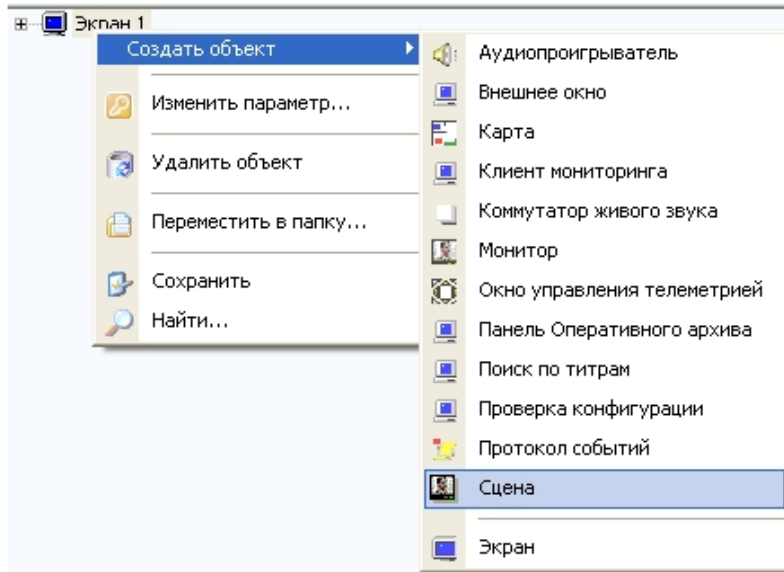 Экран 1
Создать объект
Изменить параметр...
Удалить объект
Переместить в папку...
Сохранить
Найти...
Аудиопроигрыватель
Внешнее окно
Карта
Клиент мониторинга
Коммутатор живого звука
Монитор
Окно управления телеметрией
Панель Оперативного архива
Поиск по титрам
Проверка конфигурации
Протокол событий
Сцена
Экран